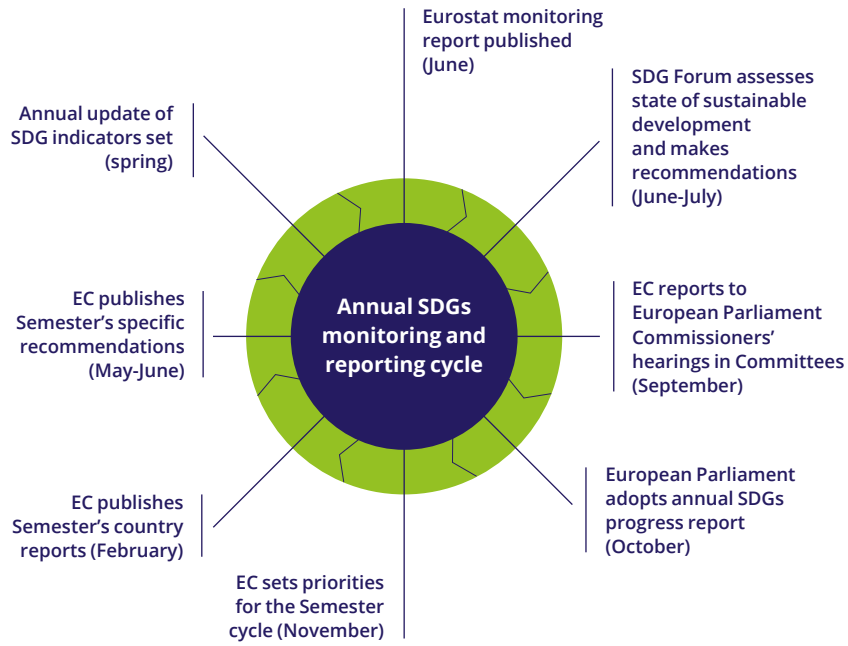 Eurostat monitoring
report published
(June)
SDG Forum assesses
state of sustainable
development
and makes
recommendations
(June-July)
EC reports to
European Parliament
Commissioners’
hearings in Committees
(September)
European Parliament
adopts annual SDGs
progress report
(October)
EC sets priorities
for the Semester
cycle (November)
EC publishes
Semester’s country
reports (February)
EC publishes
Semester’s specific
recommendations
(May-June)
Annual update of
SDG indicators set
(spring)
Annual SDGs
monitoring and
reporting cycle